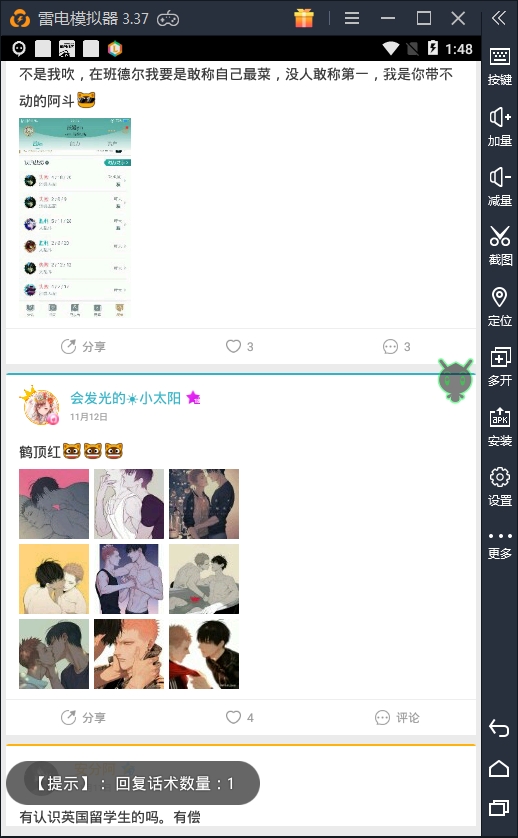 雷电模拟器 3.37
1:48
不是我吹，在班德尔我要是敢称自己最菜，没人敢称第一，我是你带不
动的阿斗
分享
3
3
会发光的☀小太阳
11月12日
鹤顶红
分享
4
评论
【提示】：回复话术数量：1
有认识英国留学生的吗。有偿
按键
加量
减量
截图
定位
多开
APK
安装
设置
更多